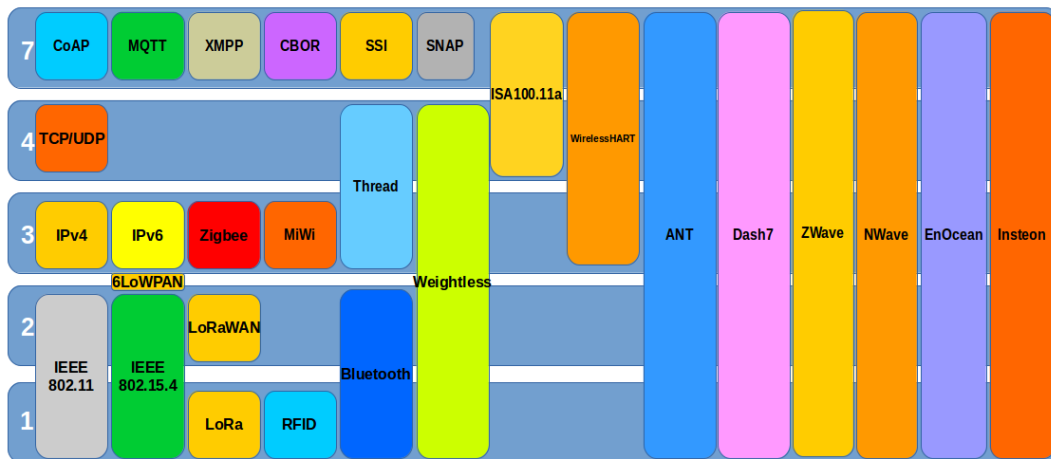 7
CoAP
MQTT
XMPP
CBOR
SSI
SNAP
ISA100.11a
WirelessHART
4
TCP/UDP
Thread
3
IPv4
IPv6
Zigbee
MiWi
ANT
Dash7
ZWave
NWave
EnOcean
Insteon
6LoWPAN
Weightless
2
LoRaWAN
IEEE
802.11
IEEE
802.15.4
Bluetooth
1
LoRa
RFID